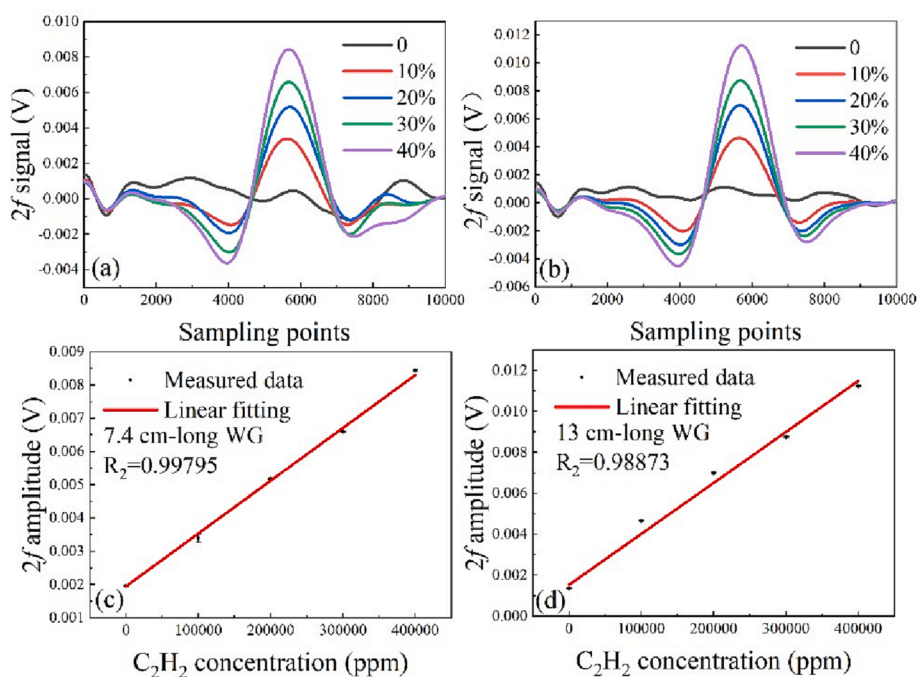 0.010
0.008
0.006
0.004
0.002
0.000
-0.002
-0.004
2f signal (V)
0
10%
20%
30%
40%
(a)
0 2000 4000 6000 8000 10000
Sampling points
0.012
0.010
0.008
0.006
0.004
0.002
0.000
-0.002
-0.004
-0.006
2f signal (V)
0
10%
20%
30%
40%
(b)
0 2000 4000 6000 8000 10000
Sampling points
0.009
0.008
0.007
0.006
0.005
0.004
0.003
0.002
0.001
2f amplitude (V)
Measured data
Linear fitting
7.4 cm-long WG
R₂=0.99795
(c)
0 100000 200000 300000 400000
C₂H₂ concentration (ppm)
0.012
0.010
0.008
0.006
0.004
0.002
0.000
2f amplitude (V)
Measured data
Linear fitting
13 cm-long WG
R₂=0.98873
(d)
0 100000 200000 300000 400000
C₂H₂ concentration (ppm)